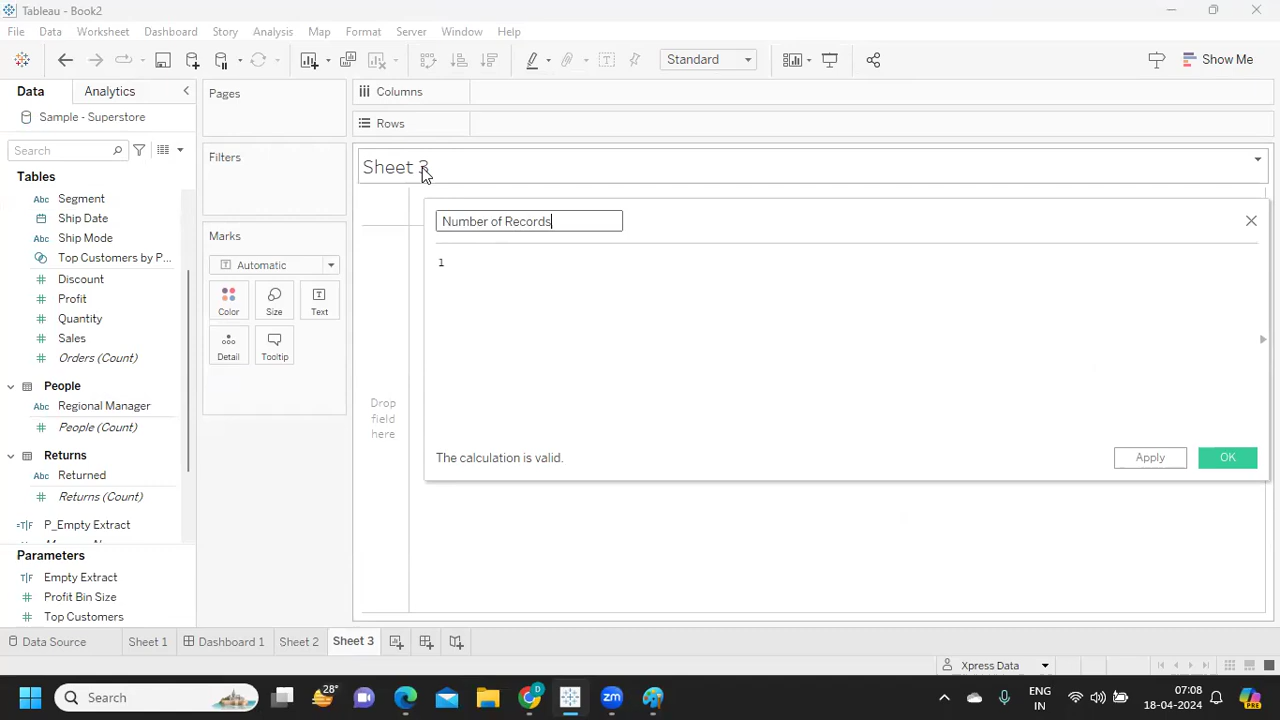 Tableau - Book2
File Data Worksheet Dashboard Story Analysis Map Format Server Window Help
Standard
Show Me
Data Analytics
Sample - Superstore
Search
Tables
Abc Segment
Ship Date
Abc Ship Mode
Top Customers by P...
Discount
Profit
Quantity
Sales
Orders (Count)
People
Abc Regional Manager
People (Count)
Returns
Abc Returned
Returns (Count)
=T|F P_Empty Extract
Parameters
T|F Empty Extract
Profit Bin Size
Top Customers
Pages
Filters
Marks
Automatic
Color Size Text
Detail Tooltip
Columns
Rows
Sheet 3
Drop
field
here
Number of Records
1
The calculation is valid.
Apply OK
Data Source Sheet 1 Dashboard 1 Sheet 2 Sheet 3
Xpress Data
Search
28°
ENG
IN
07:08
18-04-2024